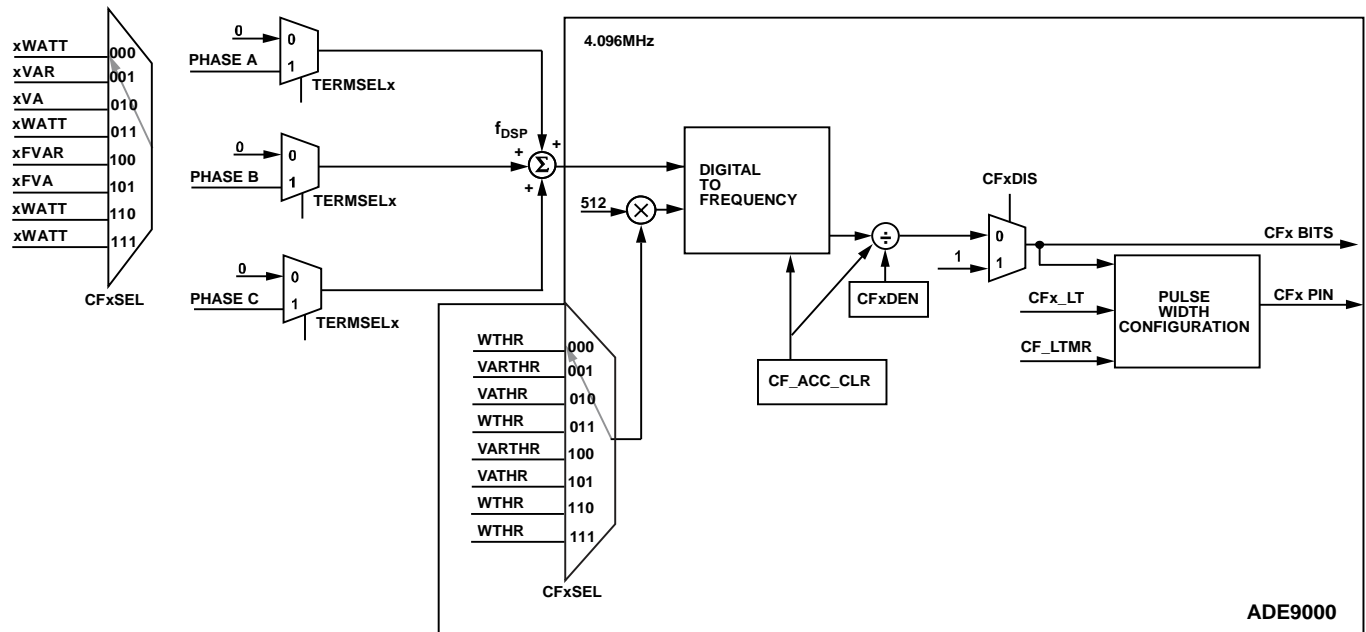 xWATT
000
xVAR
001
xVA
010
xWATT
011
xFVAR
100
xFVA
101
xWATT
110
xWATT
111
CFxSEL
0
0
PHASE A
1
TERMSELx
0
0
PHASE B
1
TERMSELx
0
0
PHASE C
1
TERMSELx
fDSP
+
+
+
Σ
4.096MHz
512
×
DIGITAL
TO
FREQUENCY
÷
CFxDEN
CF_ACC_CLR
CFxDIS
0
1
1
CFx BITS
CFx_LT
CF_LTMR
PULSE
WIDTH
CONFIGURATION
CFx PIN
WTHR
000
VARTHR
001
VATHR
010
WTHR
011
VARTHR
100
VATHR
101
WTHR
110
WTHR
111
CFxSEL
ADE9000